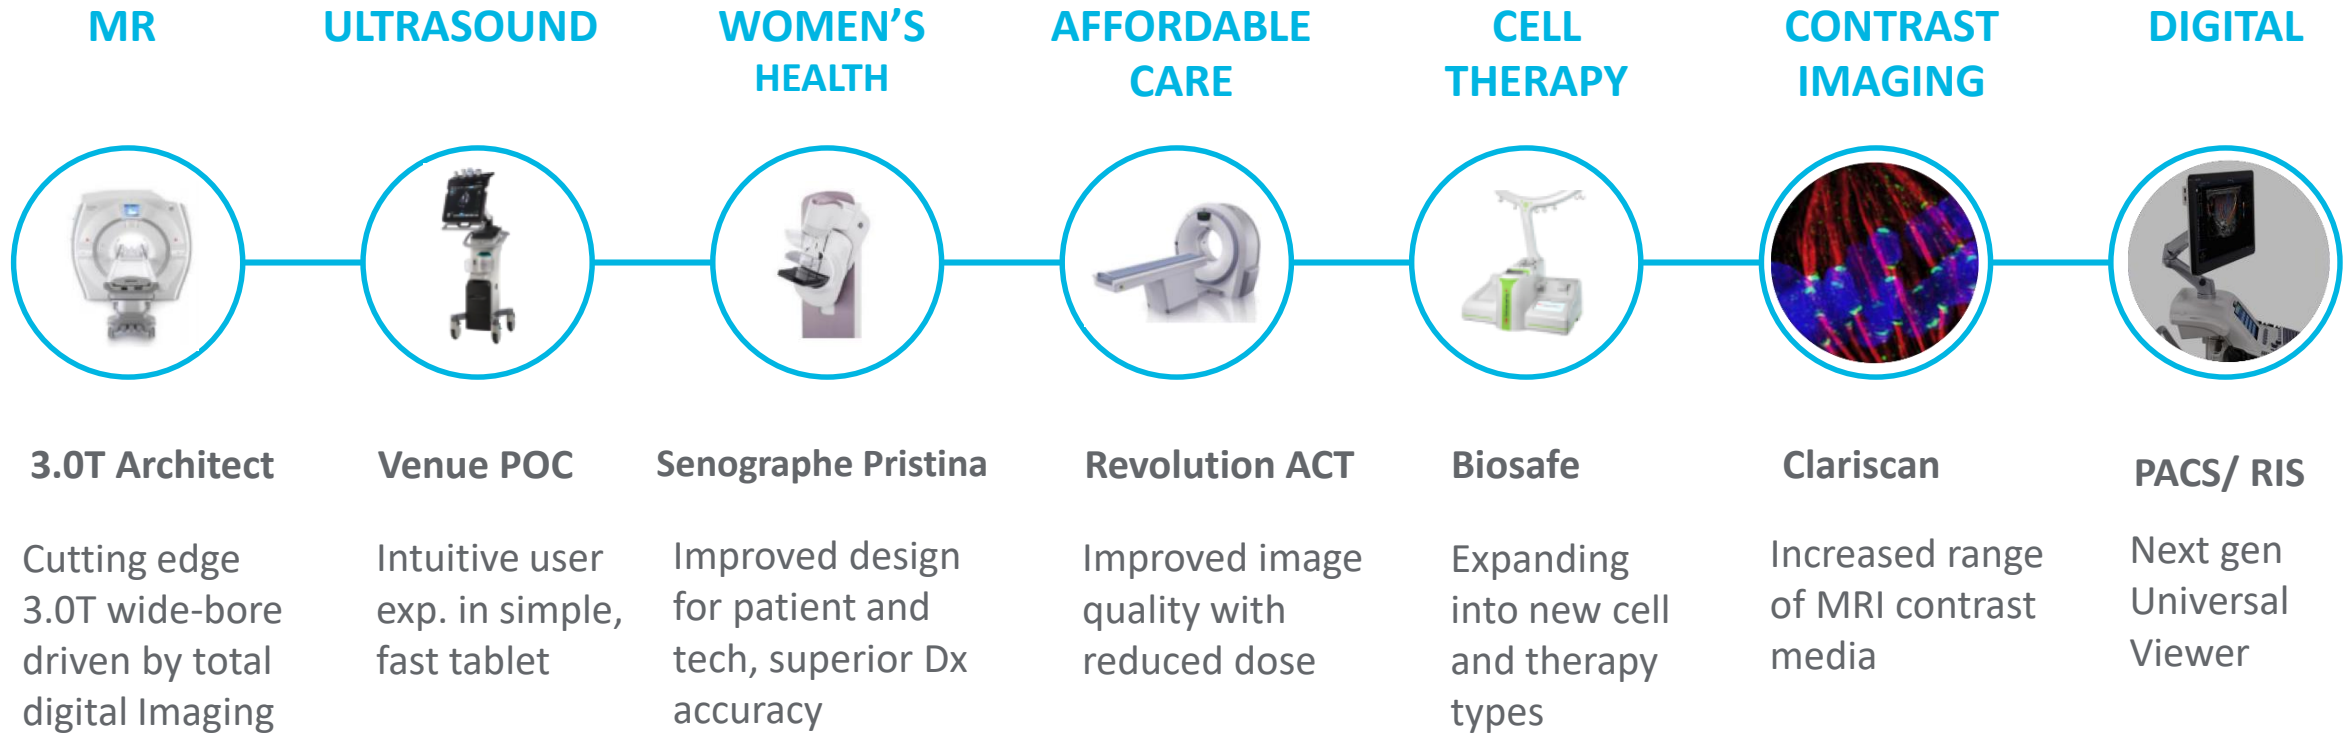 MR
ULTRASOUND
WOMEN'S
HEALTH
AFFORDABLE
CARE
CELL
THERAPY
CONTRAST
IMAGING
DIGITAL
3.0T Architect
Cutting edge
3.0T wide-bore
driven by total
digital Imaging
Venue POC
Intuitive user
exp. in simple,
fast tablet
Senographe Pristina
Improved design
for patient and
tech, superior Dx
accuracy
Revolution ACT
Improved image
quality with
reduced dose
Biosafe
Expanding
into new cell
and therapy
types
Clariscan
Increased range
of MRI contrast
media
PACS/ RIS
Next gen
Universal
Viewer